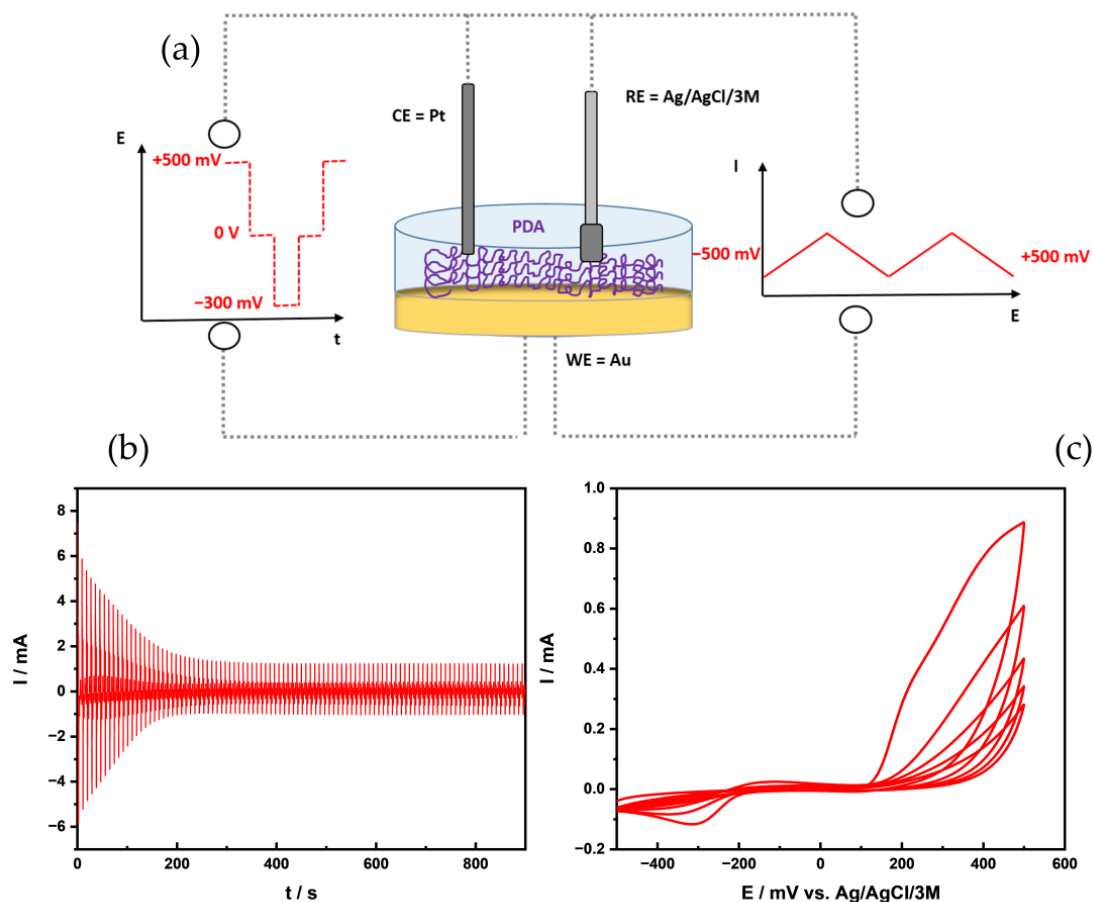 (a)
CE = Pt
RE = Ag/AgCl/3M
E
+500 mV
0 V
−300 mV
t
PDA
WE = Au
I
−500 mV
+500 mV
E
(b)
8
6
4
2
0
−2
−4
−6
I / mA
0
200
400
600
800
t / s
(c)
1.0
0.8
0.6
0.4
0.2
0.0
−0.2
I / mA
−400
−200
0
200
400
600
E / mV vs. Ag/AgCl/3M